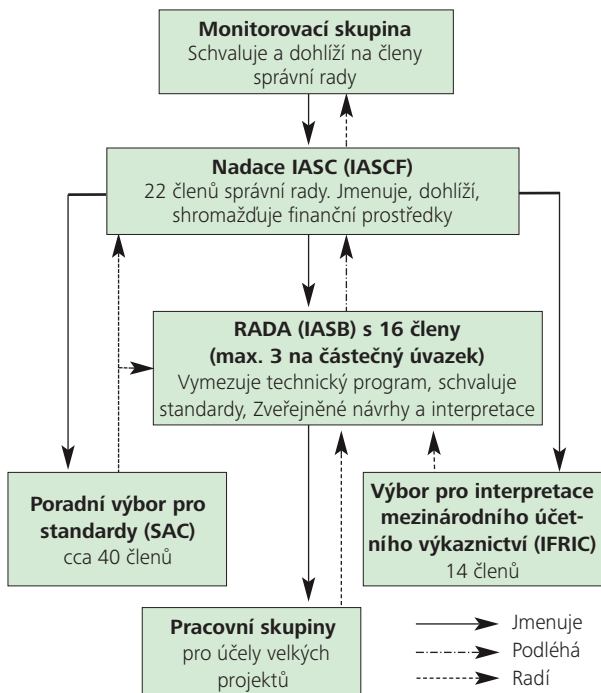 Monitorovací skupina
Schvaluje a dohlíží na členy
správní rady
Nadace IASC (IASCF)
22 členů správní rady. Jmenuje, dohlíží,
shromažďuje finanční prostředky
RADA (IASB) s 16 členy
(max. 3 na částečný úvazek)
Vymezuje technický program, schvaluje
standardy, Zveřejněné návrhy a interpretace
Poradní výbor pro
standardy (SAC)
cca 40 členů
Výbor pro interpretace
mezinárodního účet-
ního výkaznictví (IFRIC)
14 členů
Pracovní skupiny
pro účely velkých
projektů
Jmenuje
Podléhá
Radí